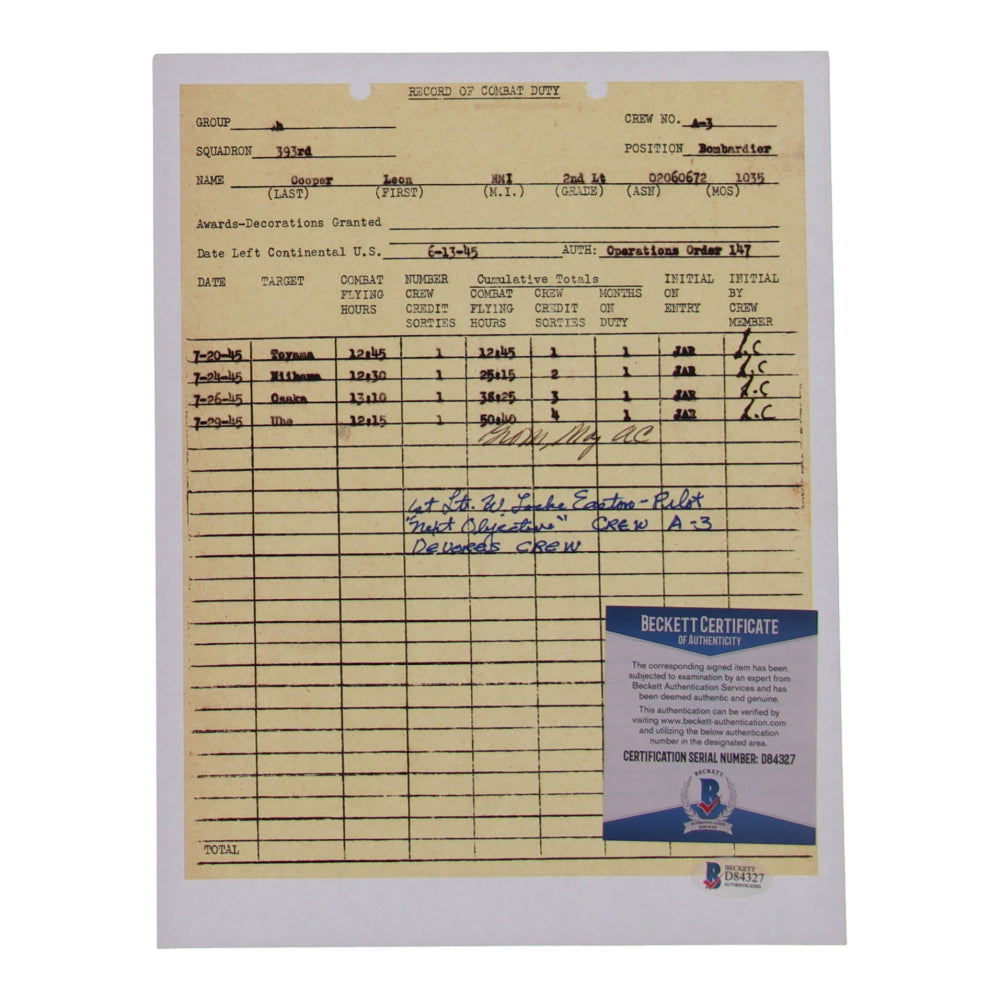 RECORD OF COMBAT DUTY
GROUP CREW NO. A-3
SQUADRON 393rd POSITION Bombardier
NAME Cooper Leon NMI 2nd Lt 02060672 1035
(LAST) (FIRST) (M.I.) (GRADE) (ASN) (MOS)
Awards-Decorations Granted
Date Left Continental U.S. 6-13-45 AUTH: Operations Order 147
DATE TARGET COMBAT NUMBER Cumulative Totals INITIAL INITIAL
FLYING CREW COMBAT CREW MONTHS ON BY
HOURS CREDIT FLYING CREDIT ON ENTRY CREW
SORTIES HOURS SORTIES DUTY MEMBER
7-20-45 Toyama 12:45 1 12:45 1 1 JAR L.C
7-24-45 Niihama 12:30 1 25:15 2 1 JAR L.C
7-26-45 Osaka 13:10 1 38:25 3 1 JAR L.C
7-29-45 Ube 12:15 1 50:40 4 1 JAR L.C
Maj AC
1st Lt. W. Locke Easton - Pilot
"Next Objective" CREW A-3
DEVORES CREW
TOTAL
BECKETT CERTIFICATE
OF AUTHENTICITY
The corresponding signed item has been
subjected to examination by an expert from
Beckett Authentication Services and has
been deemed authentic and genuine.
This authentication can be verified by
visiting www.beckett-authentication.com
and utilizing the below authentication
number in the designated area.
CERTIFICATION SERIAL NUMBER: D84327
BECKETT
B
BECKETT
D84327
AUTHENTICATED